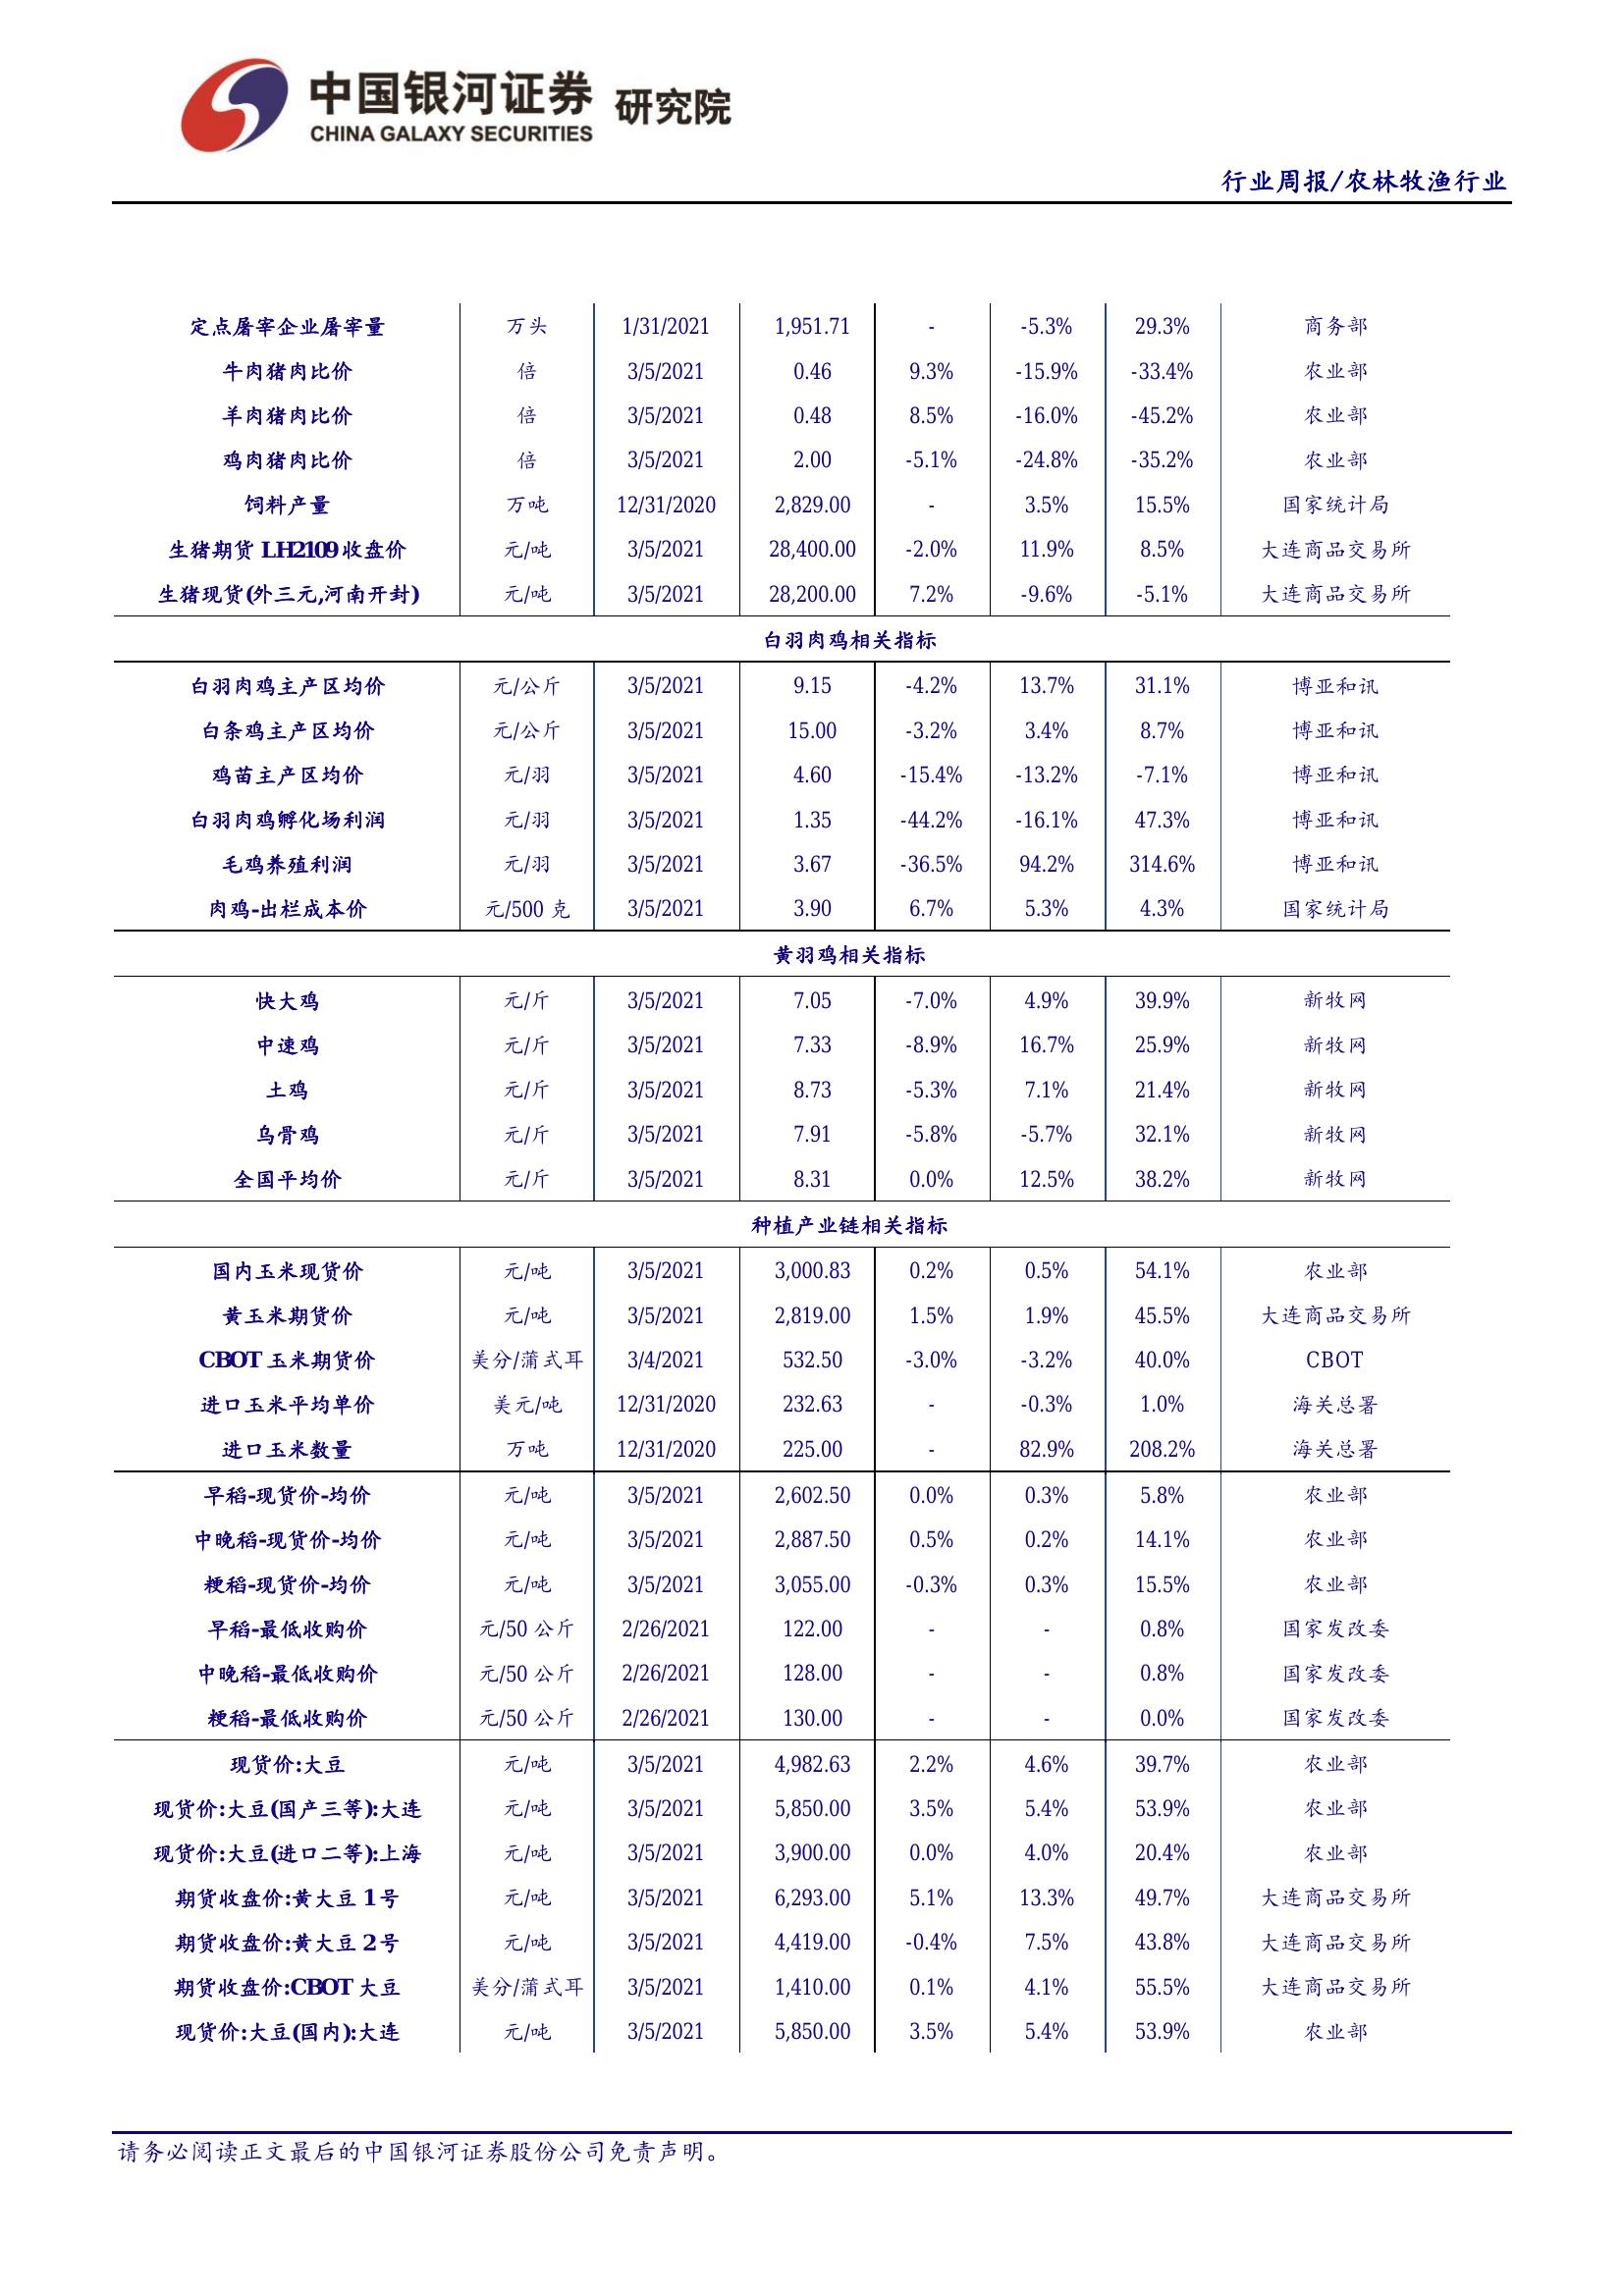 中国银河证券 研究院
CHINA GALAXY SECURITIES
行业周报/农林牧渔行业
定点屠宰企业屠宰量 万头 1/31/2021 1,951.71 - -5.3% 29.3% 商务部
牛肉猪肉比价 倍 3/5/2021 0.46 9.3% -15.9% -33.4% 农业部
羊肉猪肉比价 倍 3/5/2021 0.48 8.5% -16.0% -45.2% 农业部
鸡肉猪肉比价 倍 3/5/2021 2.00 -5.1% -24.8% -35.2% 农业部
饲料产量 万吨 12/31/2020 2,829.00 - 3.5% 15.5% 国家统计局
生猪期货 LH2109 收盘价 元/吨 3/5/2021 28,400.00 -2.0% 11.9% 8.5% 大连商品交易所
生猪现货(外三元,河南开封) 元/吨 3/5/2021 28,200.00 7.2% -9.6% -5.1% 大连商品交易所
白羽肉鸡相关指标
白羽肉鸡主产区均价 元/公斤 3/5/2021 9.15 -4.2% 13.7% 31.1% 博亚和讯
白条鸡主产区均价 元/公斤 3/5/2021 15.00 -3.2% 3.4% 8.7% 博亚和讯
鸡苗主产区均价 元/羽 3/5/2021 4.60 -15.4% -13.2% -7.1% 博亚和讯
白羽肉鸡孵化场利润 元/羽 3/5/2021 1.35 -44.2% -16.1% 47.3% 博亚和讯
毛鸡养殖利润 元/羽 3/5/2021 3.67 -36.5% 94.2% 314.6% 博亚和讯
肉鸡-出栏成本价 元/500 克 3/5/2021 3.90 6.7% 5.3% 4.3% 国家统计局
黄羽鸡相关指标
快大鸡 元/斤 3/5/2021 7.05 -7.0% 4.9% 39.9% 新牧网
中速鸡 元/斤 3/5/2021 7.33 -8.9% 16.7% 25.9% 新牧网
土鸡 元/斤 3/5/2021 8.73 -5.3% 7.1% 21.4% 新牧网
乌骨鸡 元/斤 3/5/2021 7.91 -5.8% -5.7% 32.1% 新牧网
全国平均价 元/斤 3/5/2021 8.31 0.0% 12.5% 38.2% 新牧网
种植产业链相关指标
国内玉米现货价 元/吨 3/5/2021 3,000.83 0.2% 0.5% 54.1% 农业部
黄玉米期货价 元/吨 3/5/2021 2,819.00 1.5% 1.9% 45.5% 大连商品交易所
CBOT 玉米期货价 美分/蒲式耳 3/4/2021 532.50 -3.0% -3.2% 40.0% CBOT
进口玉米平均单价 美元/吨 12/31/2020 232.63 - -0.3% 1.0% 海关总署
进口玉米数量 万吨 12/31/2020 225.00 - 82.9% 208.2% 海关总署
早稻-现货价-均价 元/吨 3/5/2021 2,602.50 0.0% 0.3% 5.8% 农业部
中晚稻-现货价-均价 元/吨 3/5/2021 2,887.50 0.5% 0.2% 14.1% 农业部
粳稻-现货价-均价 元/吨 3/5/2021 3,055.00 -0.3% 0.3% 15.5% 农业部
早稻-最低收购价 元/50 公斤 2/26/2021 122.00 - - 0.8% 国家发改委
中晚稻-最低收购价 元/50 公斤 2/26/2021 128.00 - - 0.8% 国家发改委
粳稻-最低收购价 元/50 公斤 2/26/2021 130.00 - - 0.0% 国家发改委
现货价:大豆 元/吨 3/5/2021 4,982.63 2.2% 4.6% 39.7% 农业部
现货价:大豆(国产三等):大连 元/吨 3/5/2021 5,850.00 3.5% 5.4% 53.9% 农业部
现货价:大豆(进口二等):上海 元/吨 3/5/2021 3,900.00 0.0% 4.0% 20.4% 农业部
期货收盘价:黄大豆 1 号 元/吨 3/5/2021 6,293.00 5.1% 13.3% 49.7% 大连商品交易所
期货收盘价:黄大豆 2 号 元/吨 3/5/2021 4,419.00 -0.4% 7.5% 43.8% 大连商品交易所
期货收盘价:CBOT 大豆 美分/蒲式耳 3/5/2021 1,410.00 0.1% 4.1% 55.5% 大连商品交易所
现货价:大豆(国内):大连 元/吨 3/5/2021 5,850.00 3.5% 5.4% 53.9% 农业部
请务必阅读正文最后的中国银河证券股份公司免责声明。